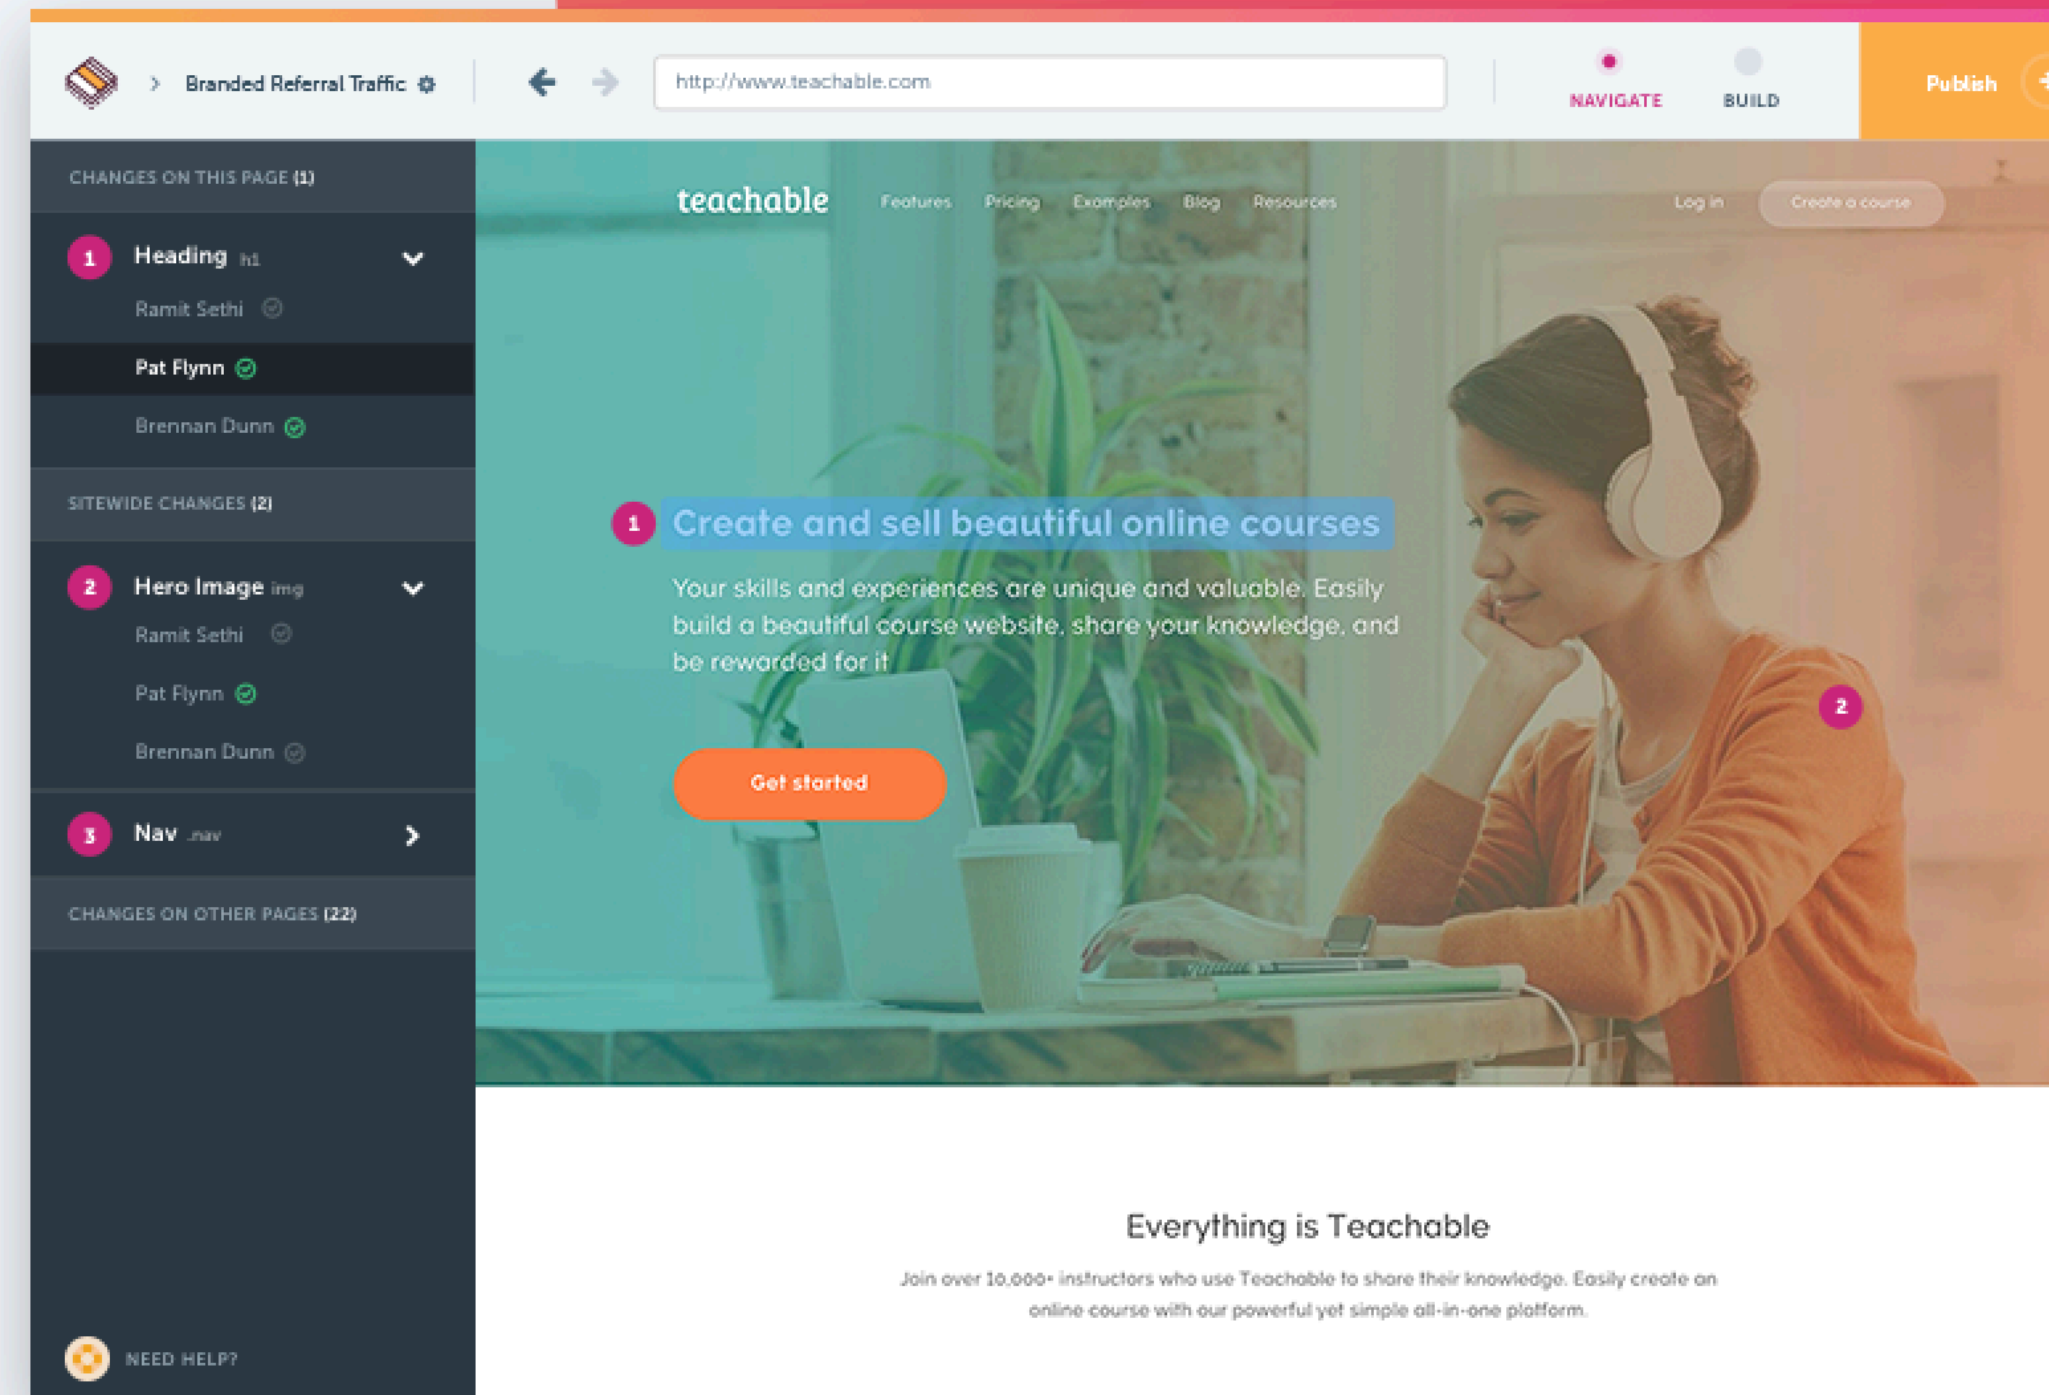 Branded Referral Traffic
http://www.teachable.com
NAVIGATE
BUILD
Publish
CHANGES ON THIS PAGE (1)
1 Heading h1
Ramit Sethi
Pat Flynn
Brennan Dunn
SITEWIDE CHANGES (2)
2 Hero Image img
Ramit Sethi
Pat Flynn
Brennan Dunn
3 Nav .nav
CHANGES ON OTHER PAGES (22)
NEED HELP?
teachable Features Pricing Examples Blog Resources Log in Create a course
1 Create and sell beautiful online courses
Your skills and experiences are unique and valuable. Easily
build a beautiful course website, share your knowledge, and
be rewarded for it
2
Get started
Everything is Teachable
Join over 10,000+ instructors who use Teachable to share their knowledge. Easily create an
online course with our powerful yet simple all-in-one platform.